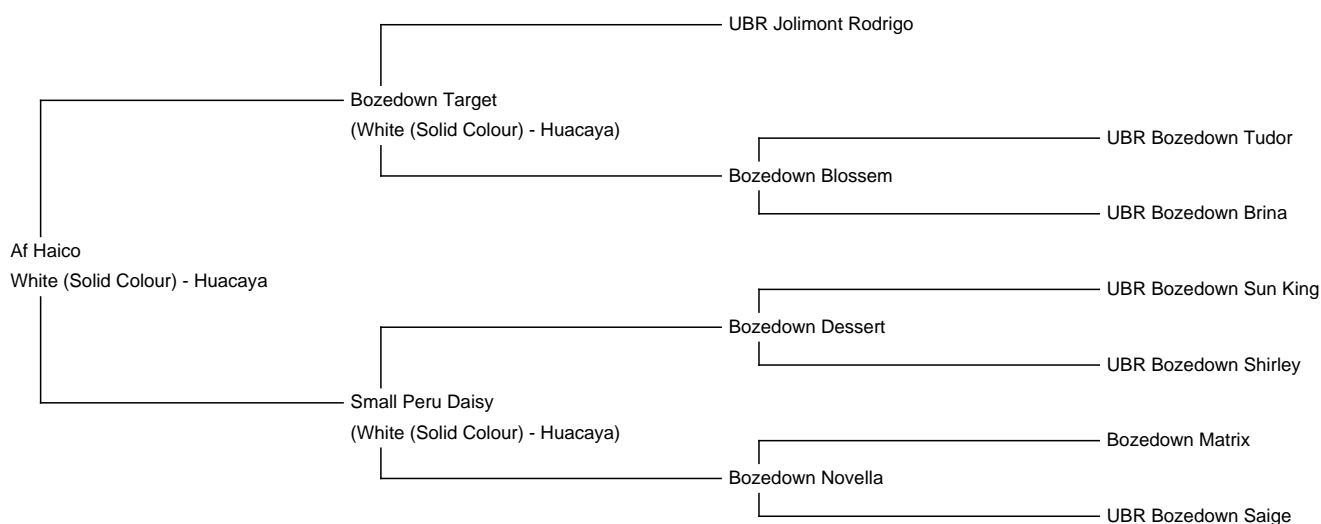 UBR Jolimont Rodrigo
Bozedown Target
(White (Solid Colour) - Huacaya)
UBR Bozedown Tudor
Bozedown Blossem
UBR Bozedown Brina
Af Haico
White (Solid Colour) - Huacaya
UBR Bozedown Sun King
Bozedown Dessert
UBR Bozedown Shirley
Small Peru Daisy
(White (Solid Colour) - Huacaya)
Bozedown Matrix
Bozedown Novella
UBR Bozedown Saige